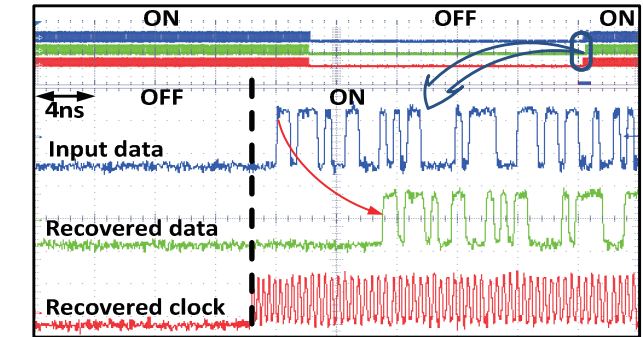 ON OFF ON
OFF ON
4ns
Input data
Recovered data
Recovered clock